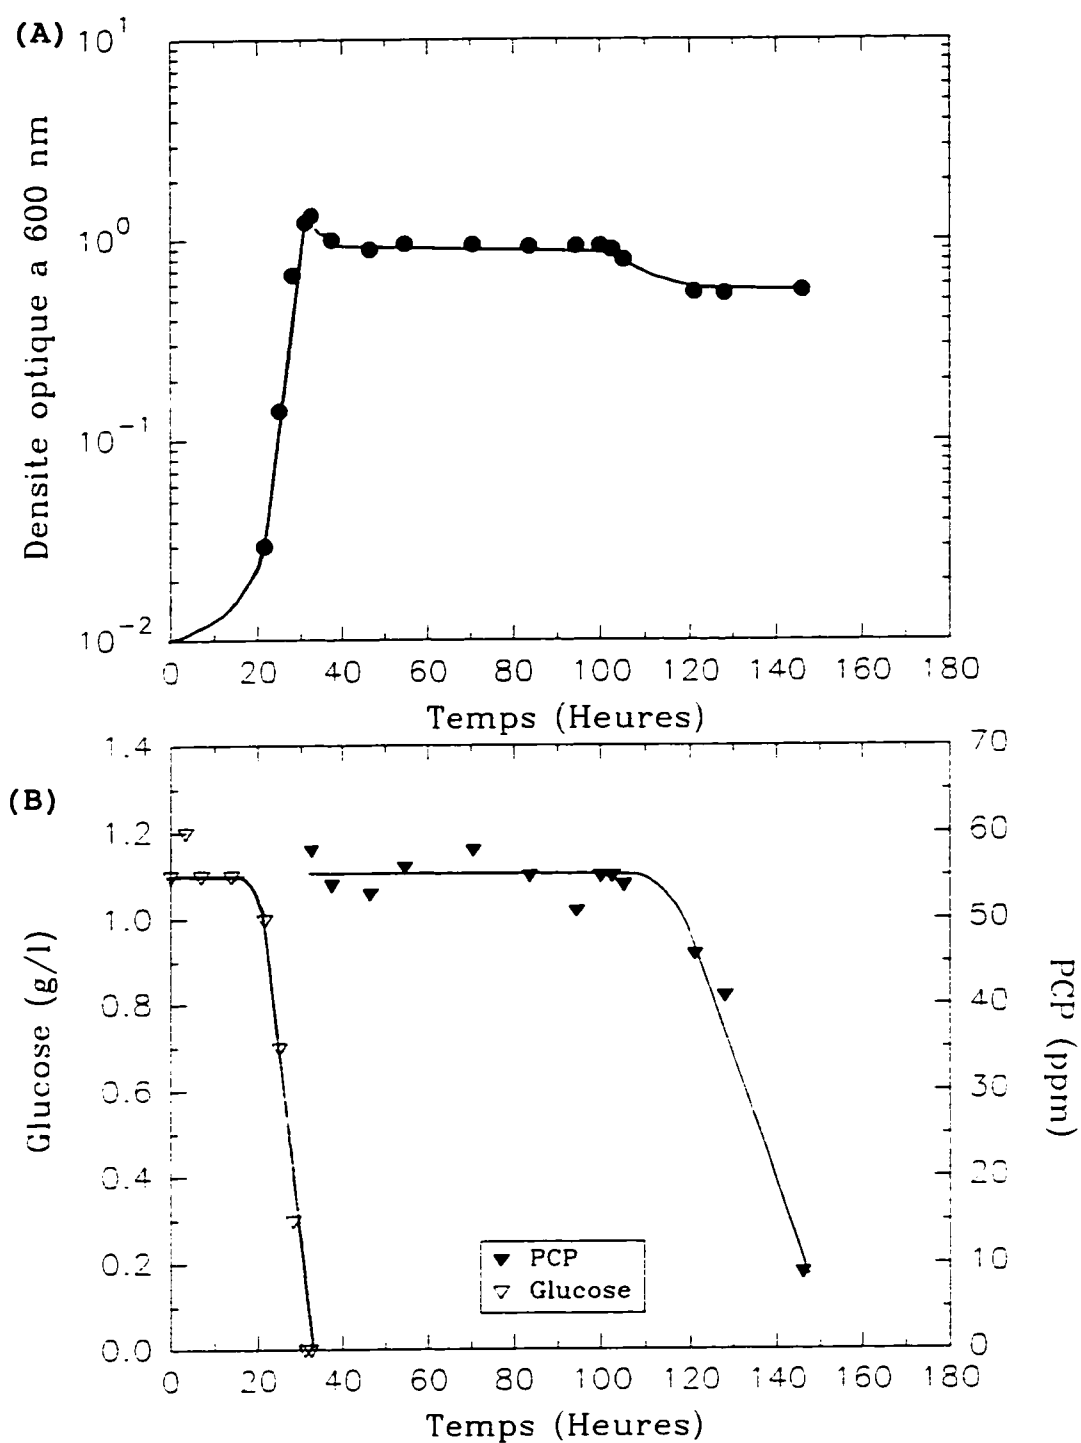 (A)
Densite optique a 600 nm
10^1
10^0
10^-1
10^-2
0 20 40 60 80 100 120 140 160 180
Temps (Heures)
(B)
Glucose (g/l)
1.4
1.2
1.0
0.8
0.6
0.4
0.2
0.0
PCP
Glucose
70
60
50
40
30
20
10
0
PCP (ppm)
0 20 40 60 80 100 120 140 160 180
Temps (Heures)